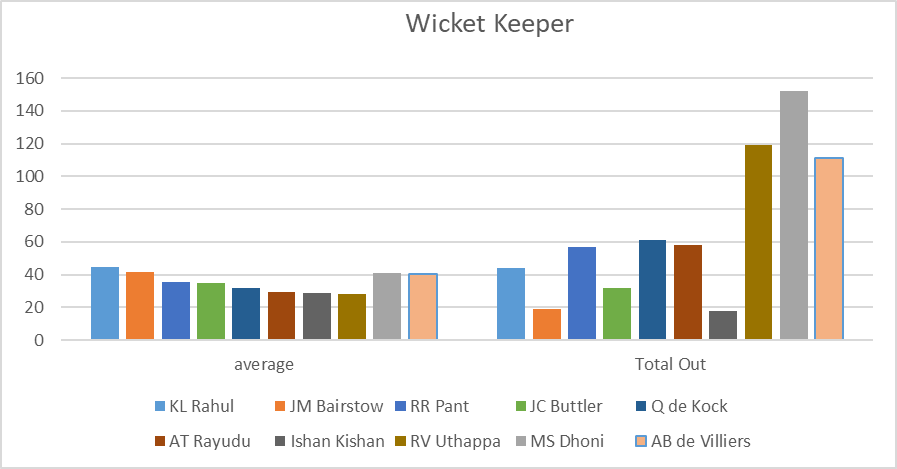 Wicket Keeper
160
140
120
100
80
60
40
20
0
average Total Out
KL Rahul JM Bairstow RR Pant JC Buttler Q de Kock
AT Rayudu Ishan Kishan RV Uthappa MS Dhoni AB de Villiers